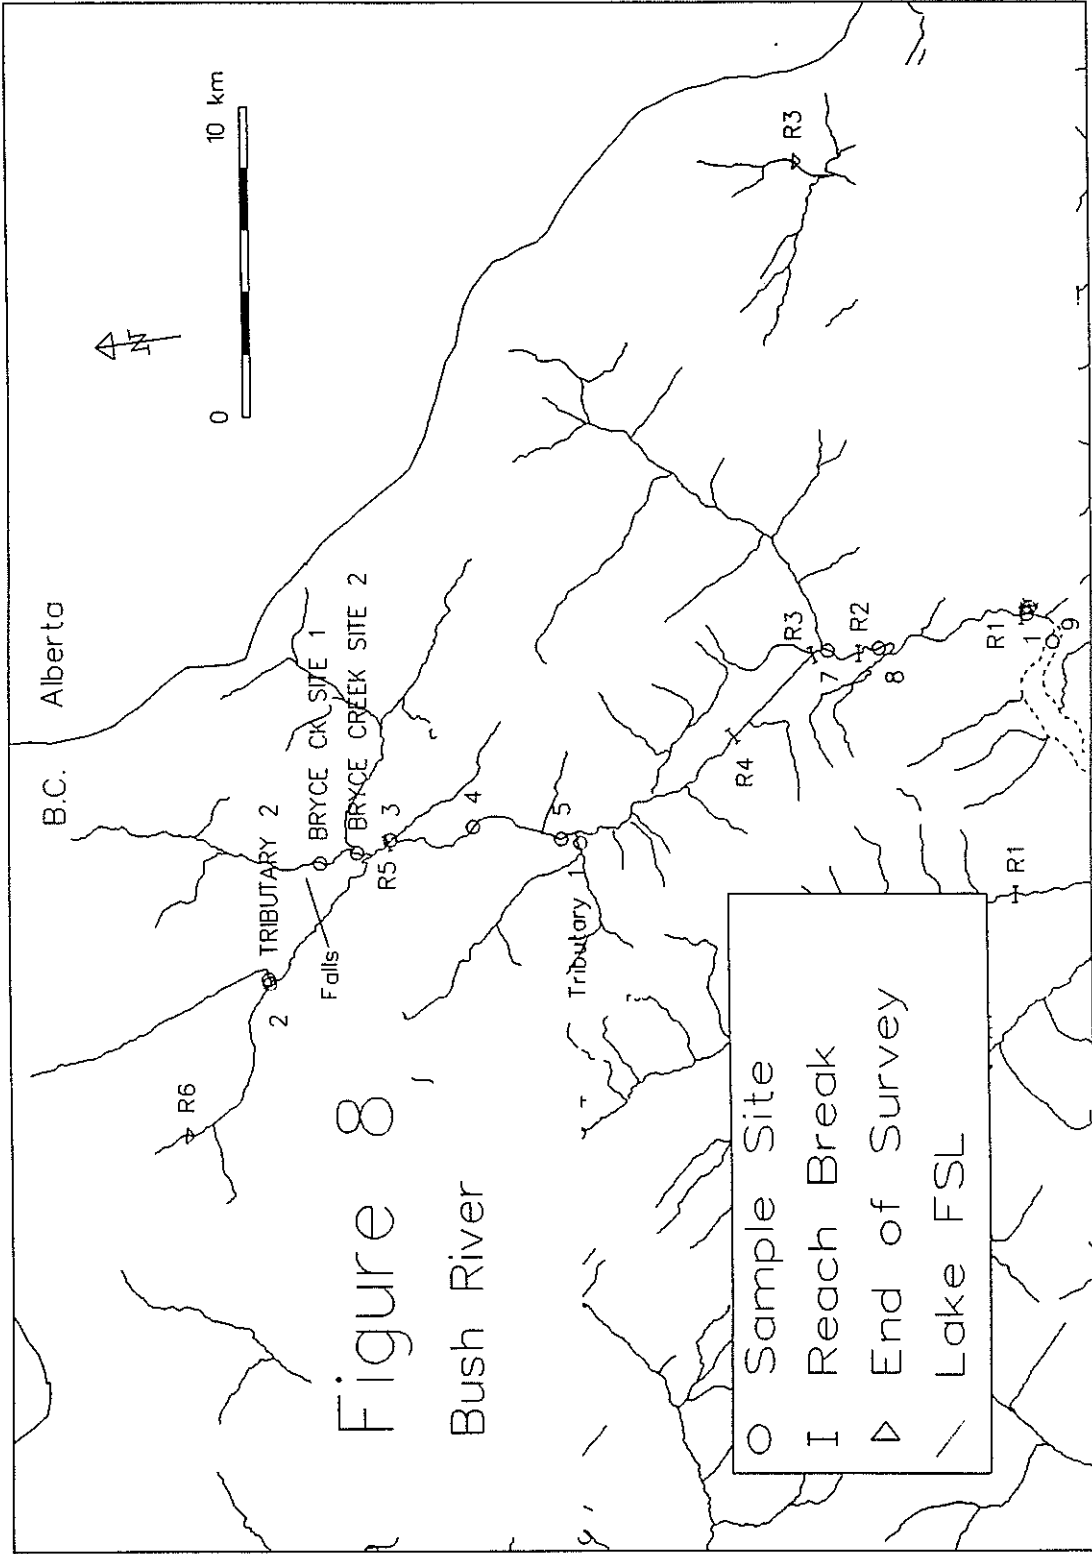 B.C. Alberta
N
0 10 km
TRIBUTARY 2
BRYCE CK SITE 1
BRYCE CREEK SITE 2
R6
2
Falls
R5
3
4
5
Tributary 1
R4
R3
7
R2
8
R1
1
9
R3
R1
Figure 8
Bush River
Sample Site
Reach Break
End of Survey
Lake FSL